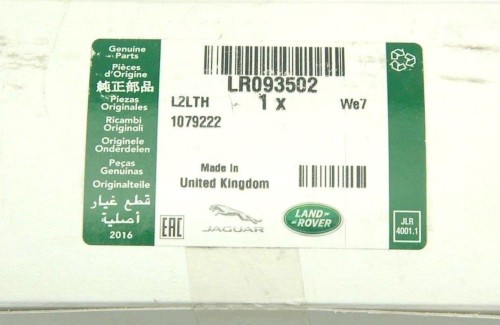 Genuine
Parts
Pièces
d'Origine
純正部品
Piezas
Originales
Ricambi
Originali
Originele
Onderdelen
Peças
Genuínas
Originalteile
قطع غيار
أصلية
2016
LR093502
L2LTH 1 x We7
1079222
Made In
United Kingdom
EAC
JAGUAR
LAND
ROVER
JLR
4001.1